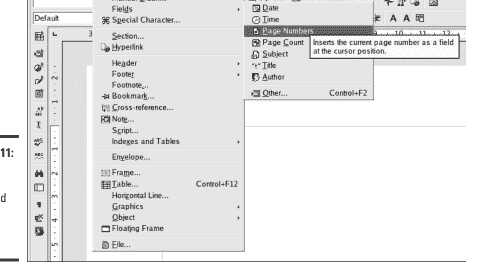 Fields
Date
Default
Special Character...
Time
Page Numbers
Section...
Page Count
Inserts the current page number as a field
at the cursor position.
Hyperlink
Subject
Header
Title
Footer
Author
Footnote...
Bookmark...
Other... Control+F2
Cross-reference...
Note...
Script...
Indexes and Tables
11:
Envelope...
Frame...
Table... Control+F12
d
Horizontal Line...
Graphics
Object
Floating Frame
File...